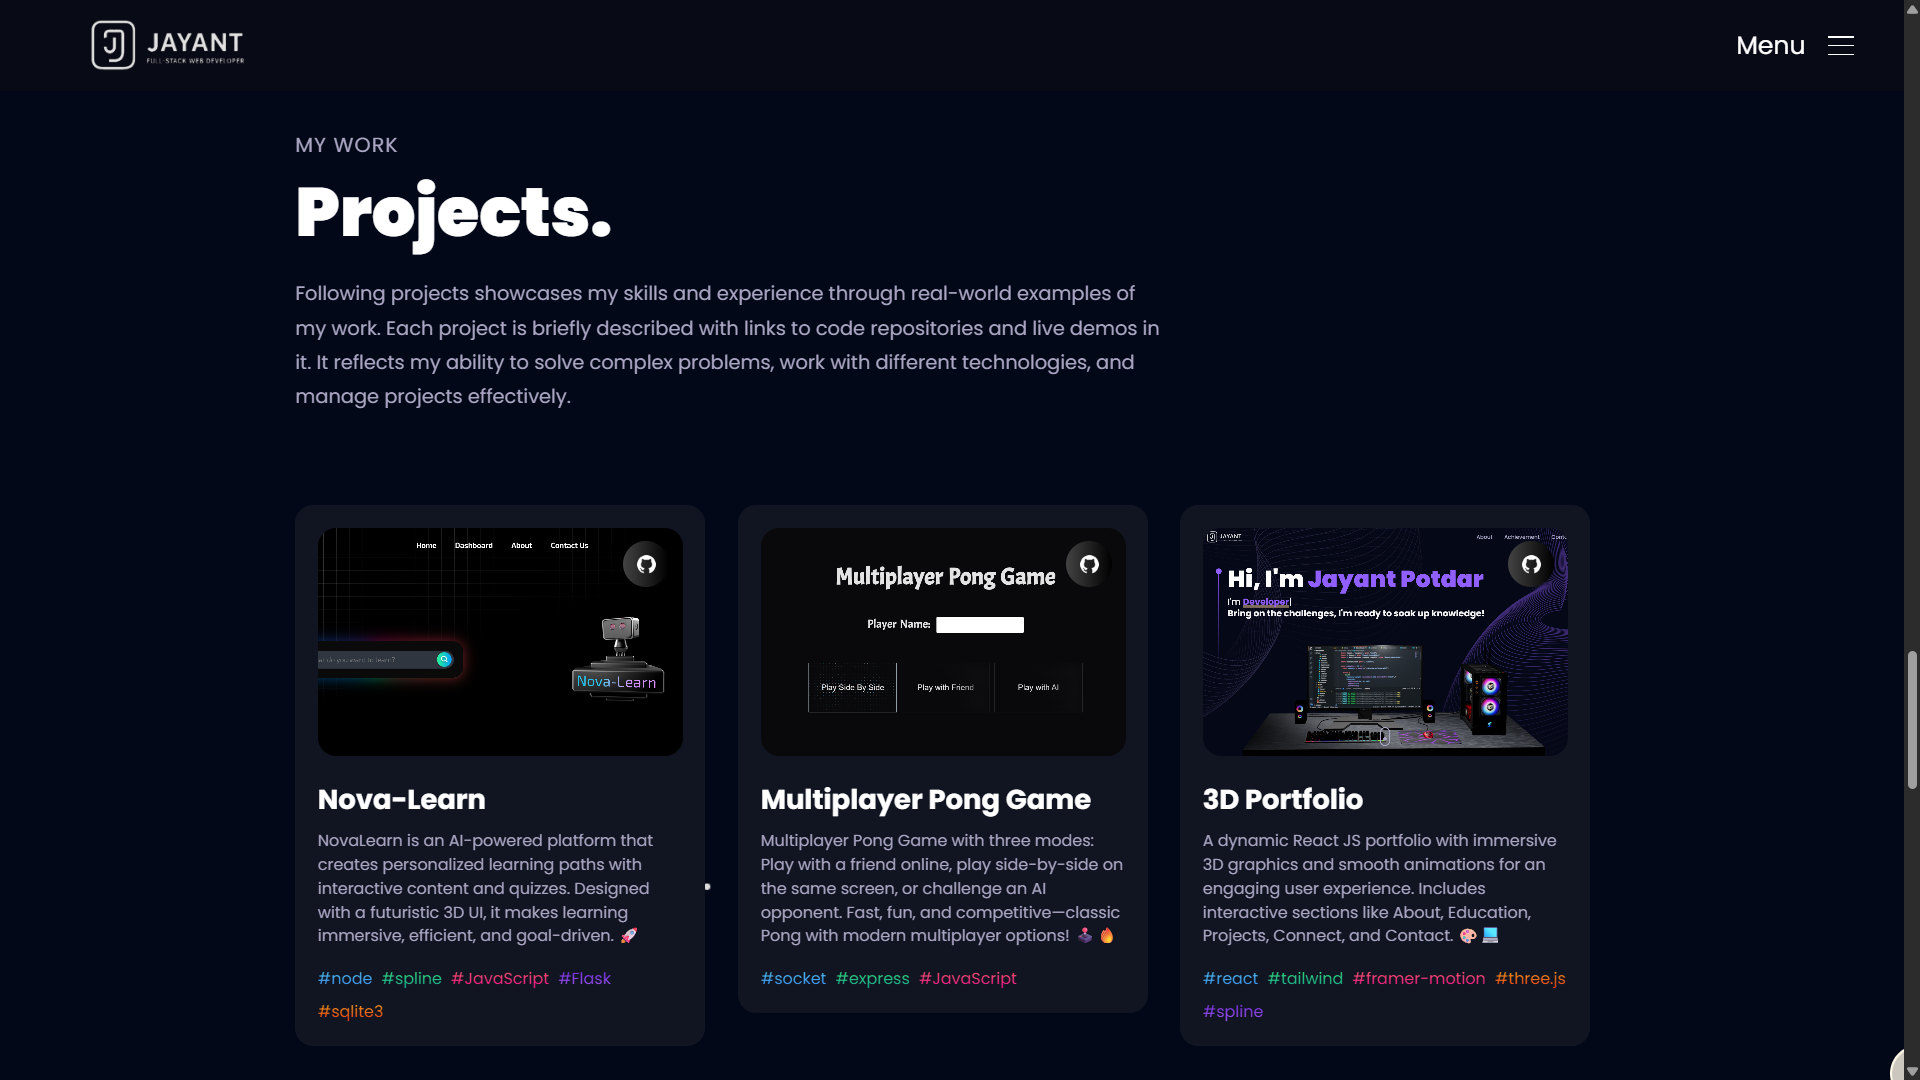 JAYANT
FULL-STACK WEB DEVELOPER
Menu
MY WORK
Projects.
Following projects showcases my skills and experience through real-world examples of
my work. Each project is briefly described with links to code repositories and live demos in
it. It reflects my ability to solve complex problems, work with different technologies, and
manage projects effectively.
Home Dashboard About Contact Us
do you want to learn ?
Nova-Learn
Nova-Learn
NovaLearn is an AI-powered platform that
creates personalized learning paths with
interactive content and quizzes. Designed
with a futuristic 3D UI, it makes learning
immersive, efficient, and goal-driven. 🚀
#node #spline #JavaScript #Flask
#sqlite3
Multiplayer Pong Game
Player Name:
Play Side By Side Play with Friend Play with AI
Multiplayer Pong Game
Multiplayer Pong Game with three modes:
Play with a friend online, play side-by-side on
the same screen, or challenge an AI
opponent. Fast, fun, and competitive—classic
Pong with modern multiplayer options! 🕹️ 🔥
#socket #express #JavaScript
JAYANT
About Achievement
Hi, I'm Jayant Potdar
I'm Developer|
Bring on the challenges, I'm ready to soak up knowledge!
3D Portfolio
A dynamic React JS portfolio with immersive
3D graphics and smooth animations for an
engaging user experience. Includes
interactive sections like About, Education,
Projects, Connect, and Contact. 🎨 💻
#react #tailwind #framer-motion #three.js
#spline